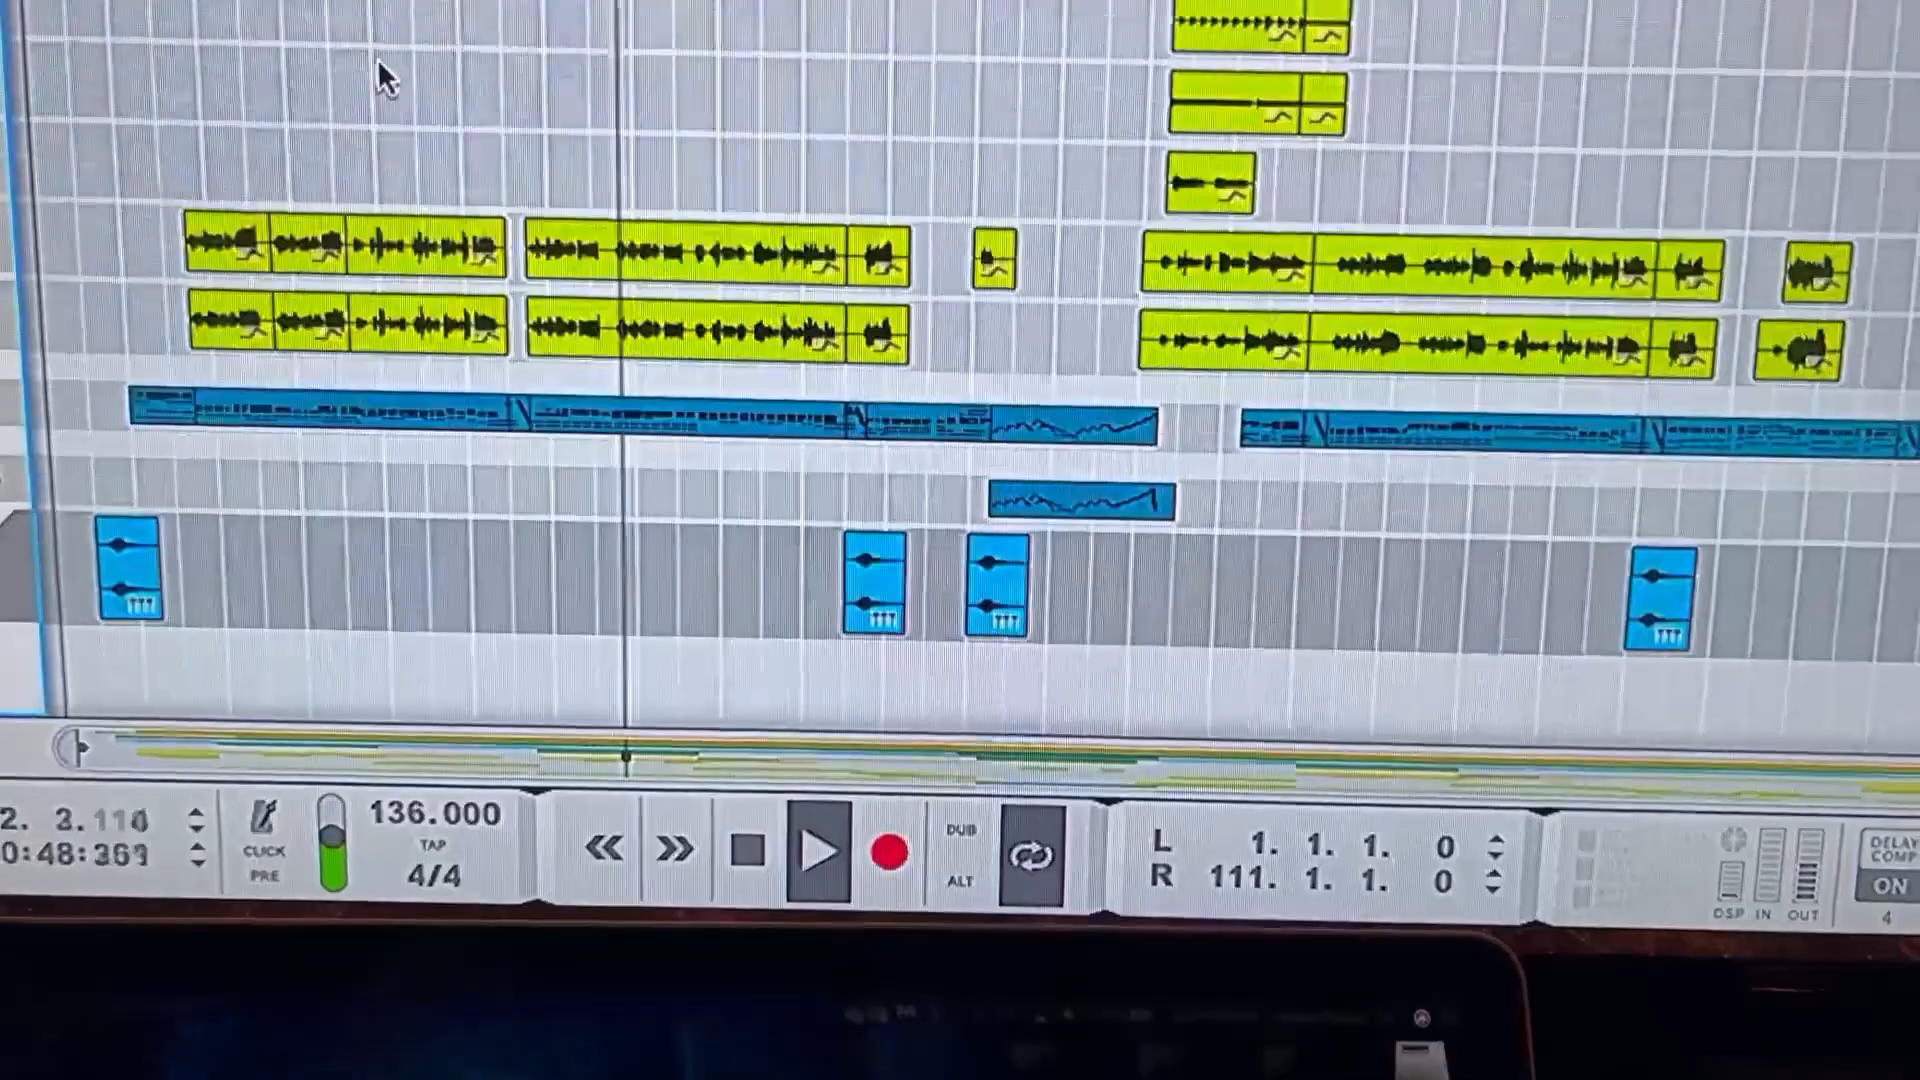 2. 3.114
0:48:369
CLICK
PRE
136.000
TAP
4/4
DUB
ALT
L 1. 1. 1. 0
R 111. 1. 1. 0
DSP IN OUT
DELAY
COMP
ON
4